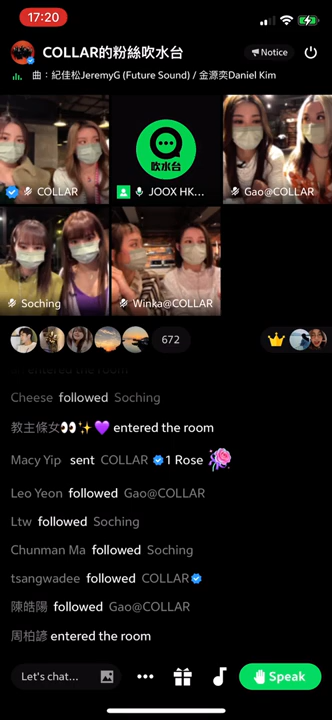 17:20
COLLAR的粉絲吹水台
Notice
曲：紀佳松JeremyG (Future Sound) / 金源奕Daniel Kim
COLLAR
吹水台
JOOX HK...
Gao@COLLAR
Soching
Winka@COLLAR
672
entered the room
Cheese followed Soching
教主條女👀✨💜 entered the room
Macy Yip sent COLLAR 1 Rose
Leo Yeon followed Gao@COLLAR
Ltw followed Soching
Chunman Ma followed Soching
tsangwadee followed COLLAR
陳皓陽 followed Gao@COLLAR
周柏諺 entered the room
Let's chat...
Speak